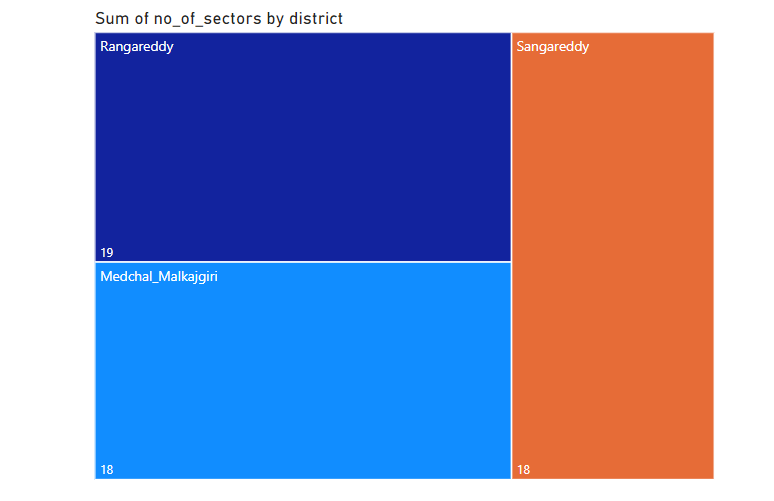 Sum of no_of_sectors by district
Rangareddy
19
Medchal_Malkajgiri
18
Sangareddy
18